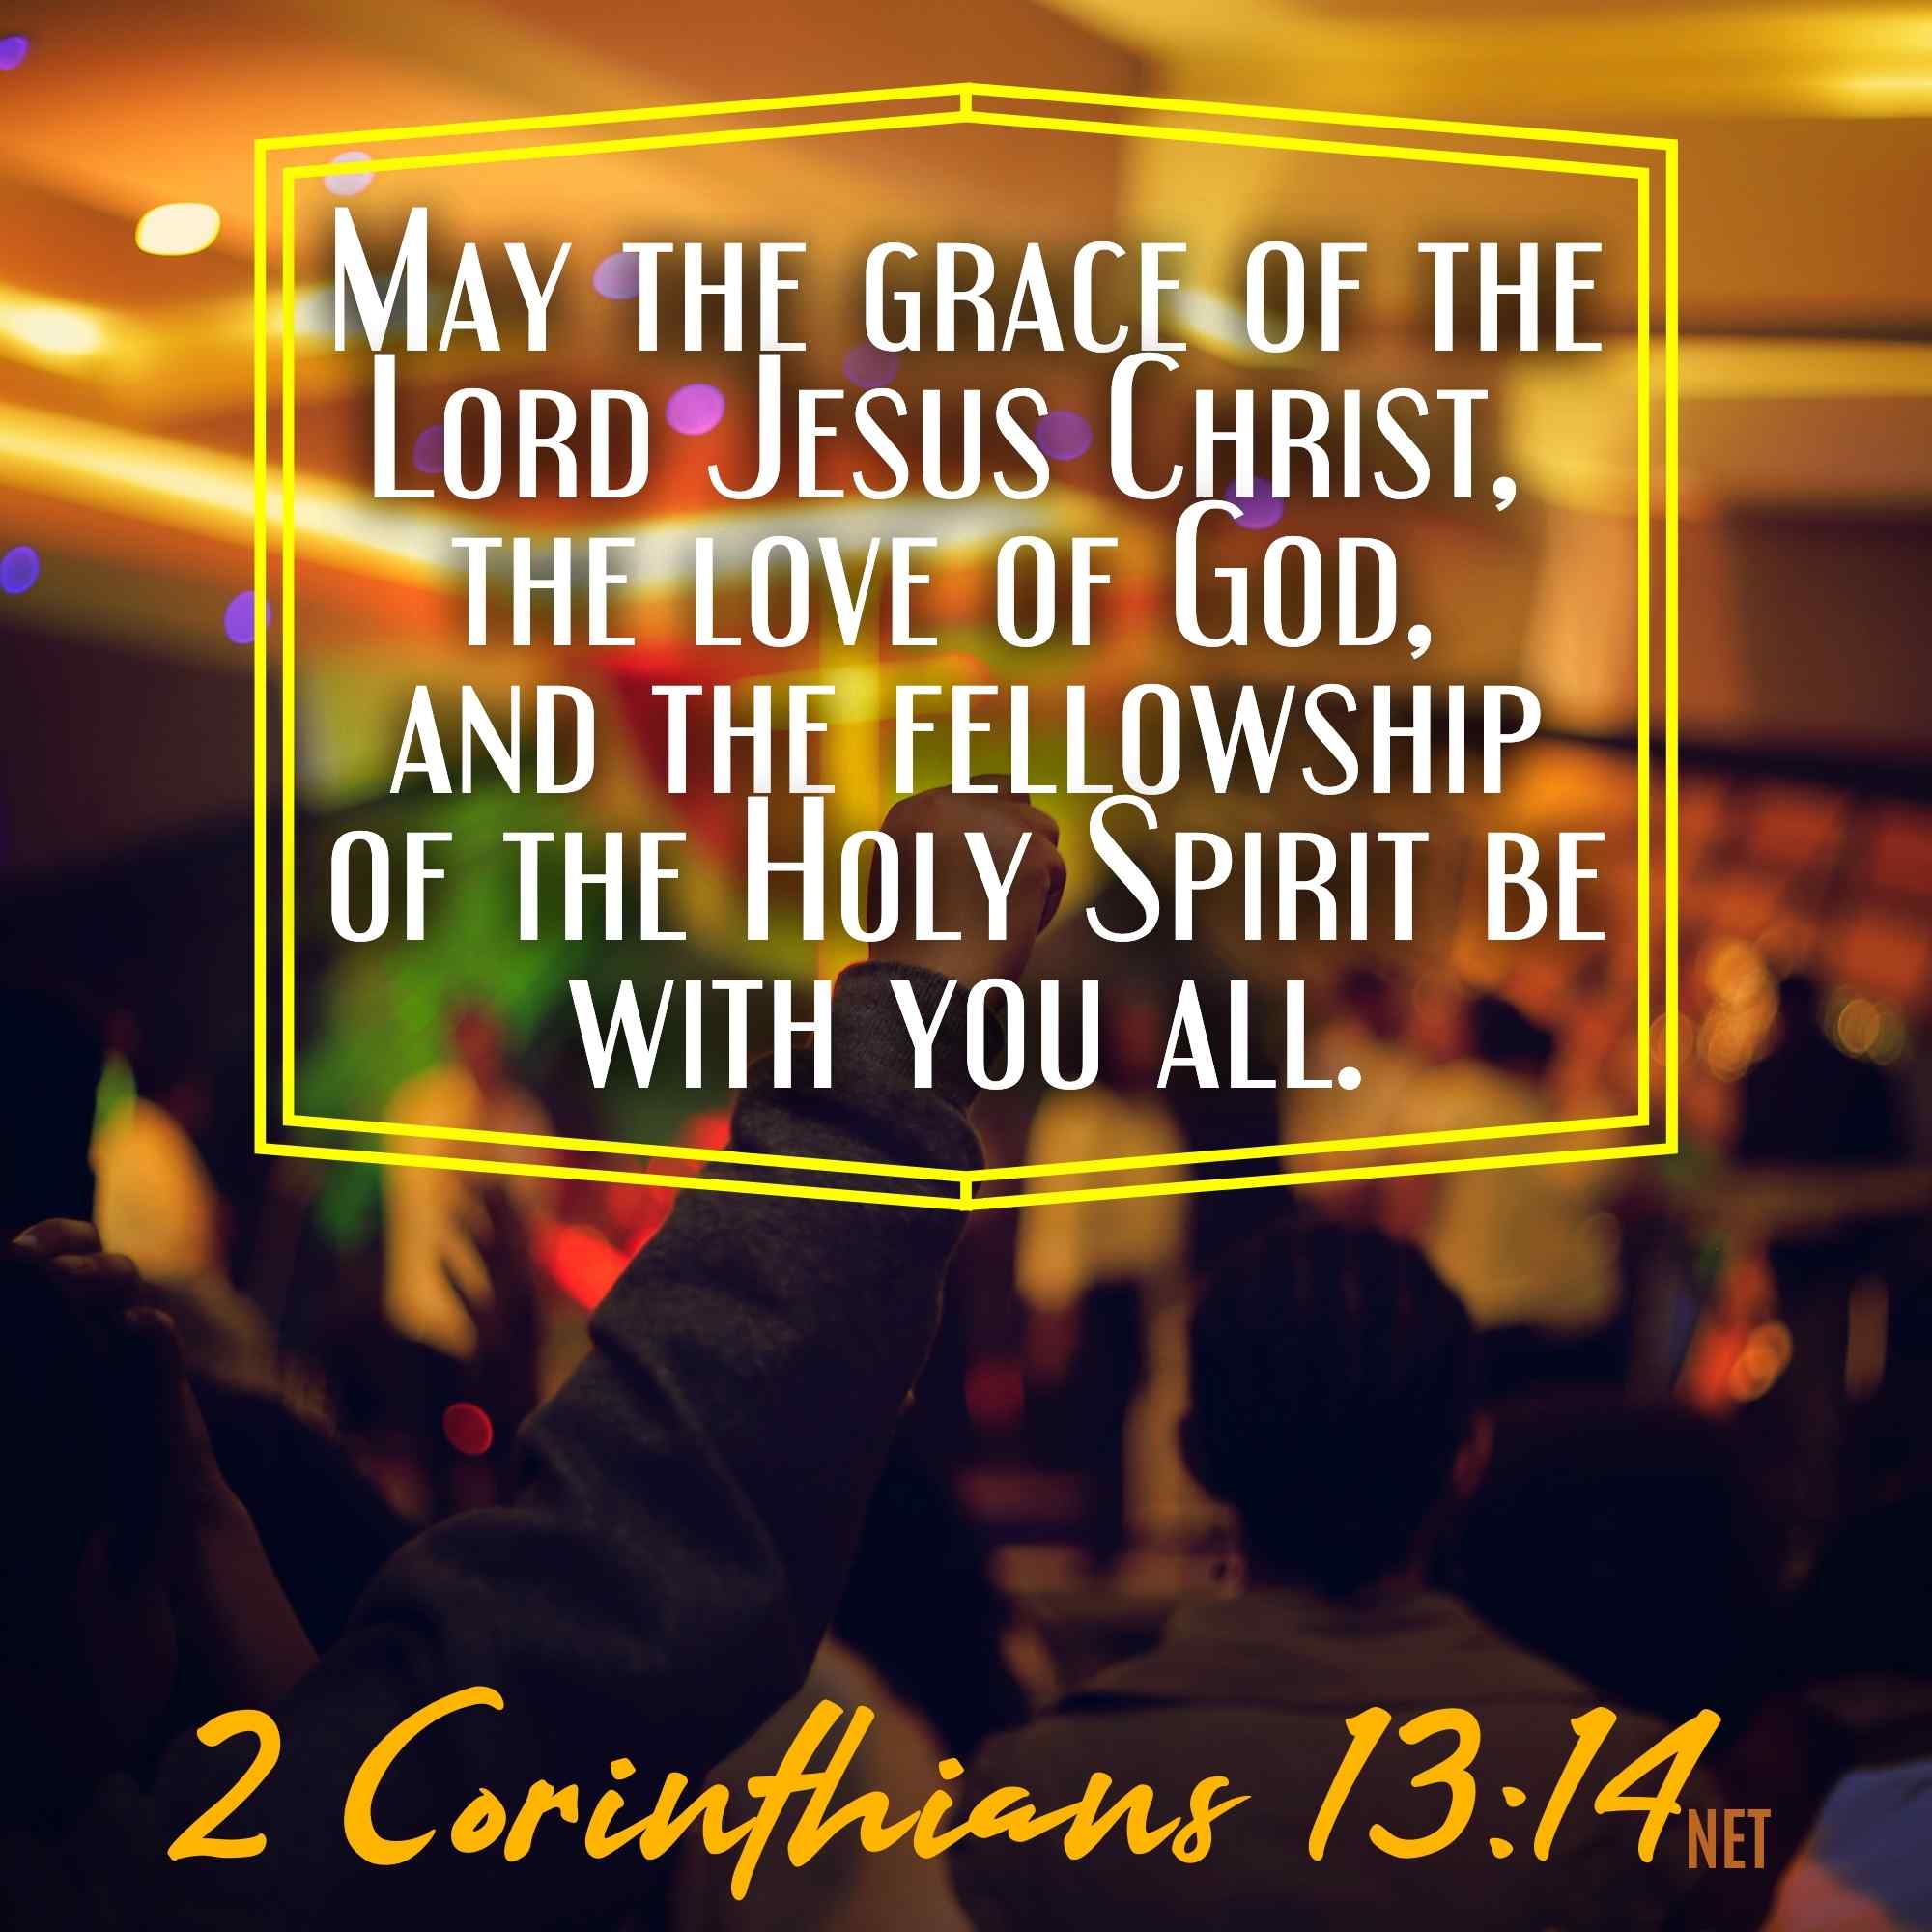 May the grace of the
Lord Jesus Christ,
the love of God,
and the fellowship
of the Holy Spirit be
with you all.
2 Corinthians 13:14 NET